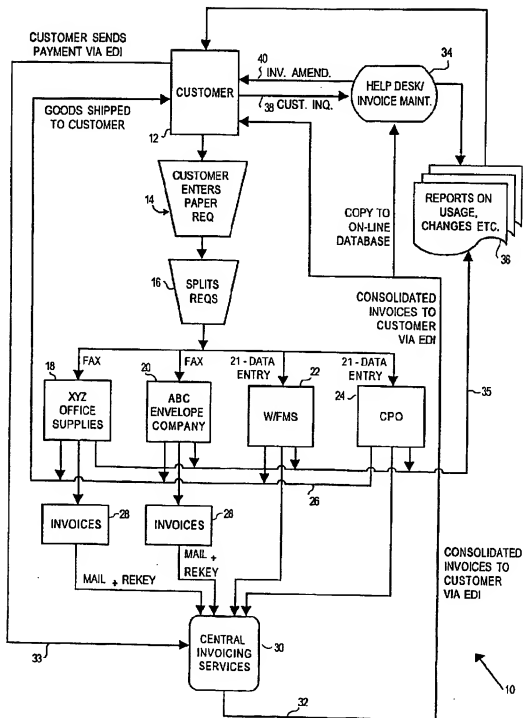 CUSTOMER SENDS
PAYMENT VIA EDI
GOODS SHIPPED
TO CUSTOMER
CUSTOMER
12
40
INV. AMEND.
38
CUST. INQ.
34
HELP DESK/
INVOICE MAINT.
14
CUSTOMER
ENTERS
PAPER
REQ
REPORTS ON
USAGE,
CHANGES ETC.
36
COPY TO
ON-LINE
DATABASE
16
SPLITS
REQS
CONSOLIDATED
INVOICES TO
CUSTOMER
VIA EDI
FAX
FAX
21-DATA
ENTRY
21-DATA
ENTRY
18
XYZ
OFFICE
SUPPLIES
20
ABC
ENVELOPE
COMPANY
22
W/FMS
24
CPO
35
26
INVOICES
28
INVOICES
28
MAIL + REKEY
MAIL +
REKEY
CONSOLIDATED
INVOICES TO
CUSTOMER
VIA EDI
33
CENTRAL
INVOICING
SERVICES
30
32
10